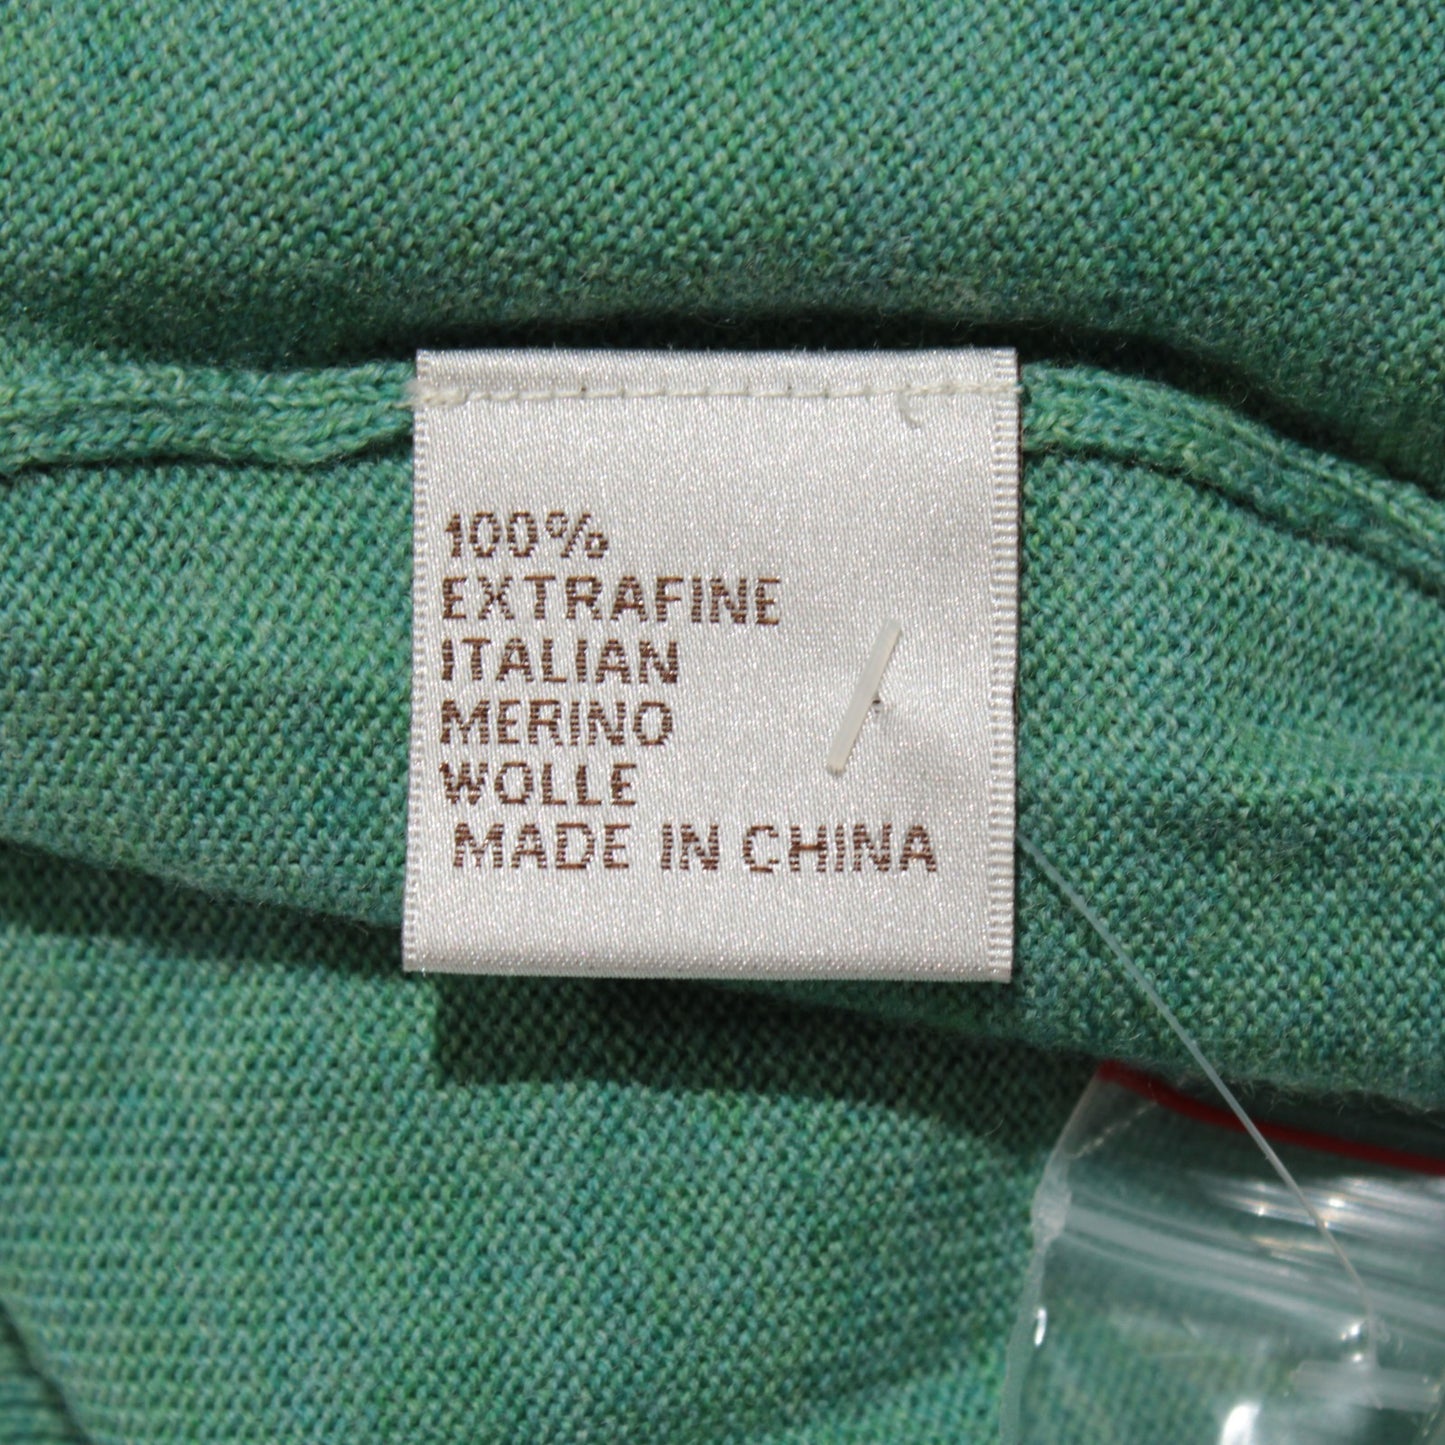 100%
EXTRAFINE
ITALIAN
MERINO
WOLLE
MADE IN CHINA